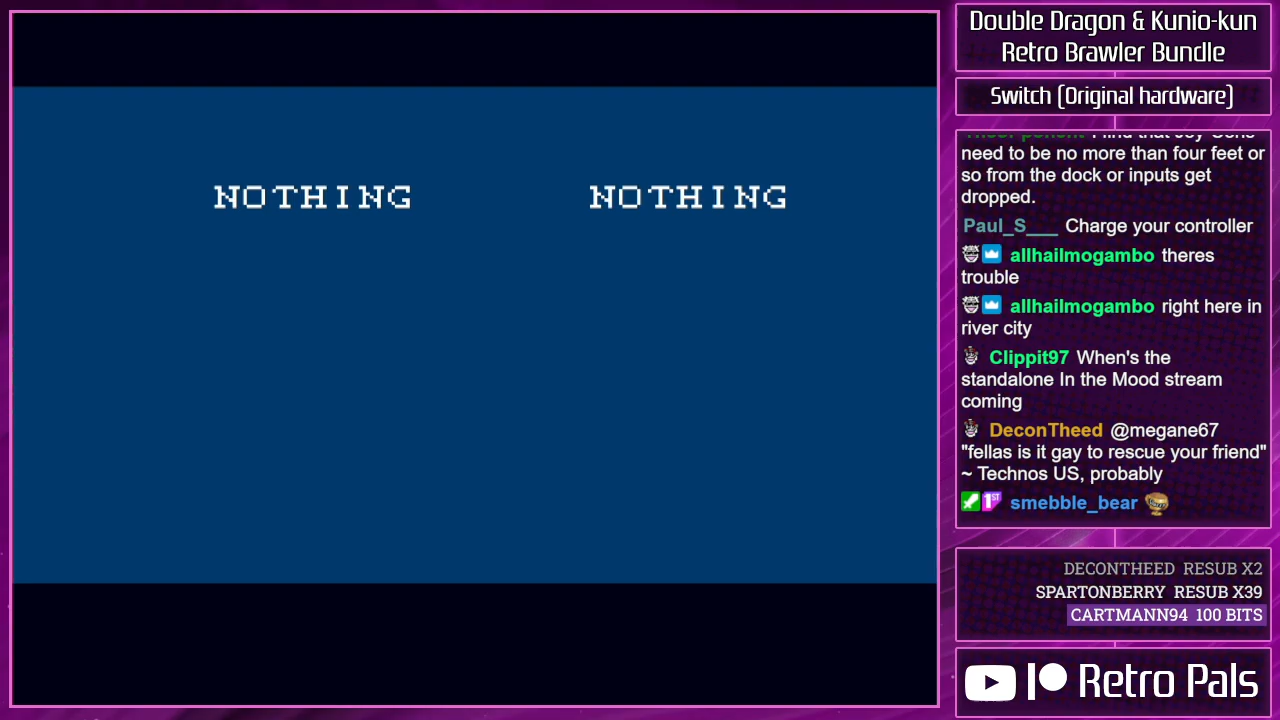 NOTHING NOTHING
Double Dragon & Kunio-kun
Retro Brawler Bundle
Switch (Original hardware)
need to be no more than four feet or
so from the dock or inputs get
dropped.
Paul_S___ Charge your controller
allhailmogambo theres
trouble
allhailmogambo right here in
river city
Clippit97 When's the
standalone In the Mood stream
coming
DeconTheed @megane67
"fellas is it gay to rescue your friend"
~ Technos US, probably
1ST smebble_bear
DECONTHEED RESUB X2
SPARTONBERRY RESUB X39
CARTMANN94 100 BITS
Retro Pals